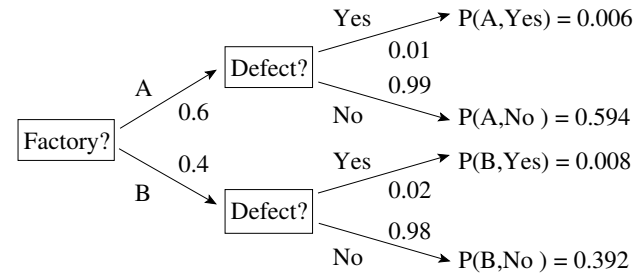 Yes P(A,Yes) = 0.006
0.01
Defect?
0.99
A
0.6
No P(A,No ) = 0.594
Factory?
0.4
Yes P(B,Yes) = 0.008
B
0.02
Defect?
0.98
No P(B,No ) = 0.392